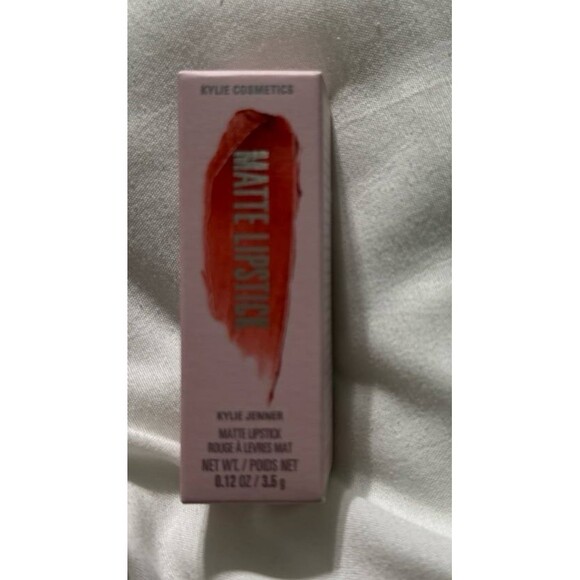 KYLIE COSMETICS
MATTE LIPSTICK
KYLIE JENNER
MATTE LIPSTICK
ROUGE À LEVRES MAT
NET WT. / POIDS NET
0.12 OZ / 3.5 g